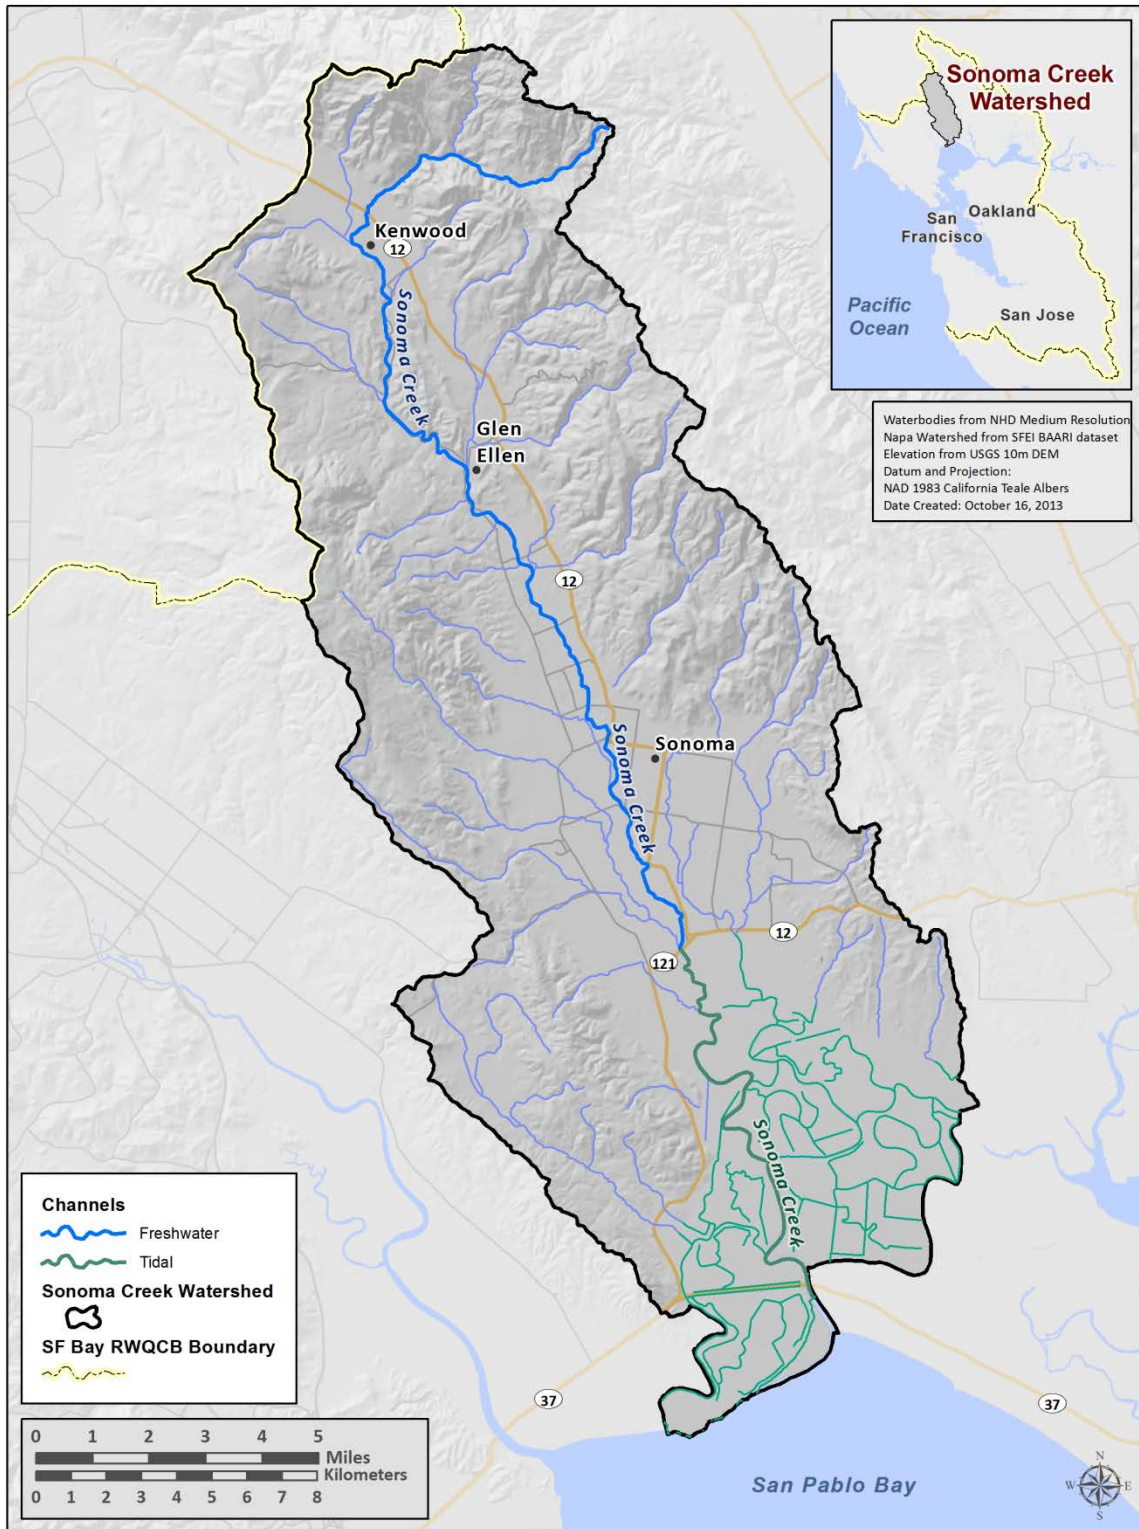 Sonoma Creek
Watershed
San
Francisco
Oakland
San Jose
Pacific
Ocean
Waterbodies from NHD Medium Resolution
Napa Watershed from SFEI BAARI dataset
Elevation from USGS 10m DEM
Datum and Projection:
NAD 1983 California Teale Albers
Date Created: October 16, 2013
Kenwood
12
Sonoma Creek
Glen
Ellen
12
Sonoma Creek
Sonoma
12
121
Sonoma Creek
37
37
San Pablo Bay
Channels
Freshwater
Tidal
Sonoma Creek Watershed
SF Bay RWQCB Boundary
0 1 2 3 4 5
Miles
Kilometers
0 1 2 3 4 5 6 7 8
N
W E
S